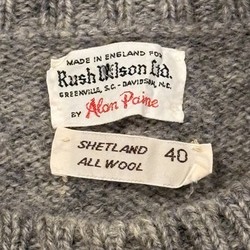 MADE IN ENGLAND FOR
Rush Wilson Ltd.
GREENVILLE, S.C. - DAVIDSON, N.C.
BY Alan Paine
SHETLAND
ALL WOOL
40